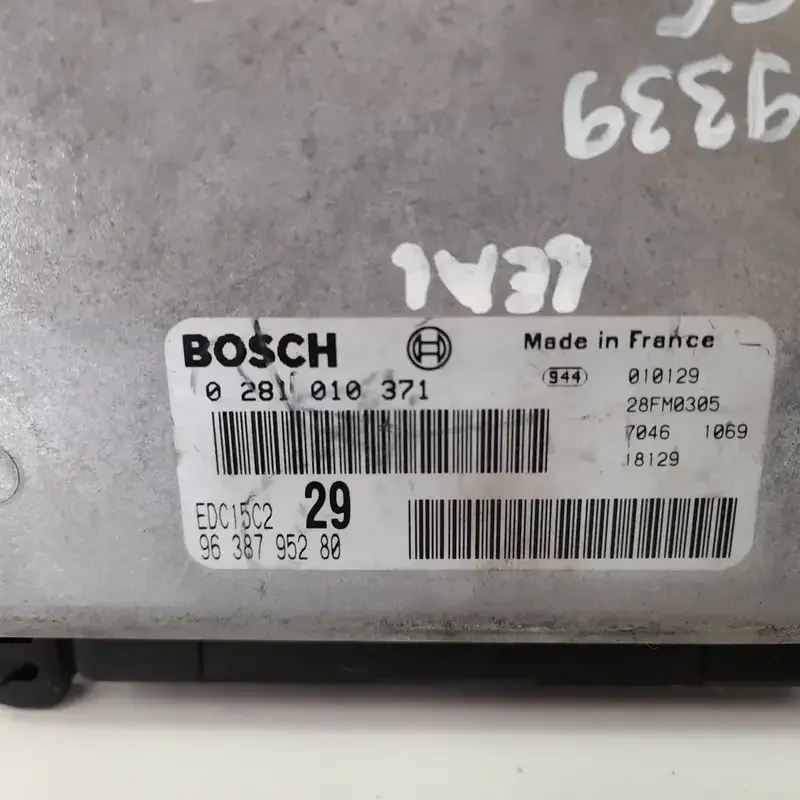 9339
BOSCH
Made in France
0 281 010 371
944 010129
28FM0305
7046 1069
18129
EDC15C2 29
96 387 952 80